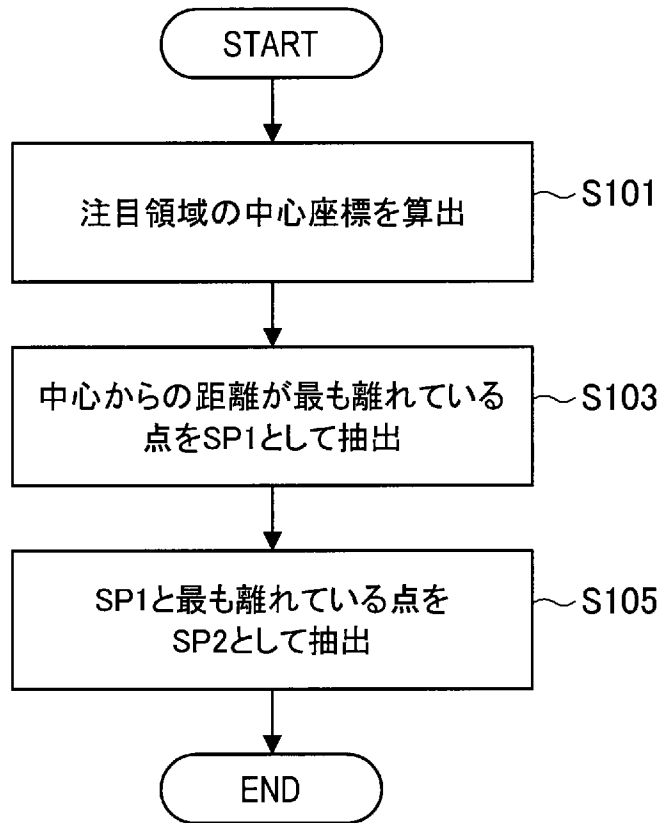 START
注目領域の中心座標を算出
S101
中心からの距離が最も離れている
点をSP1として抽出
S103
SP1と最も離れている点を
SP2として抽出
S105
END